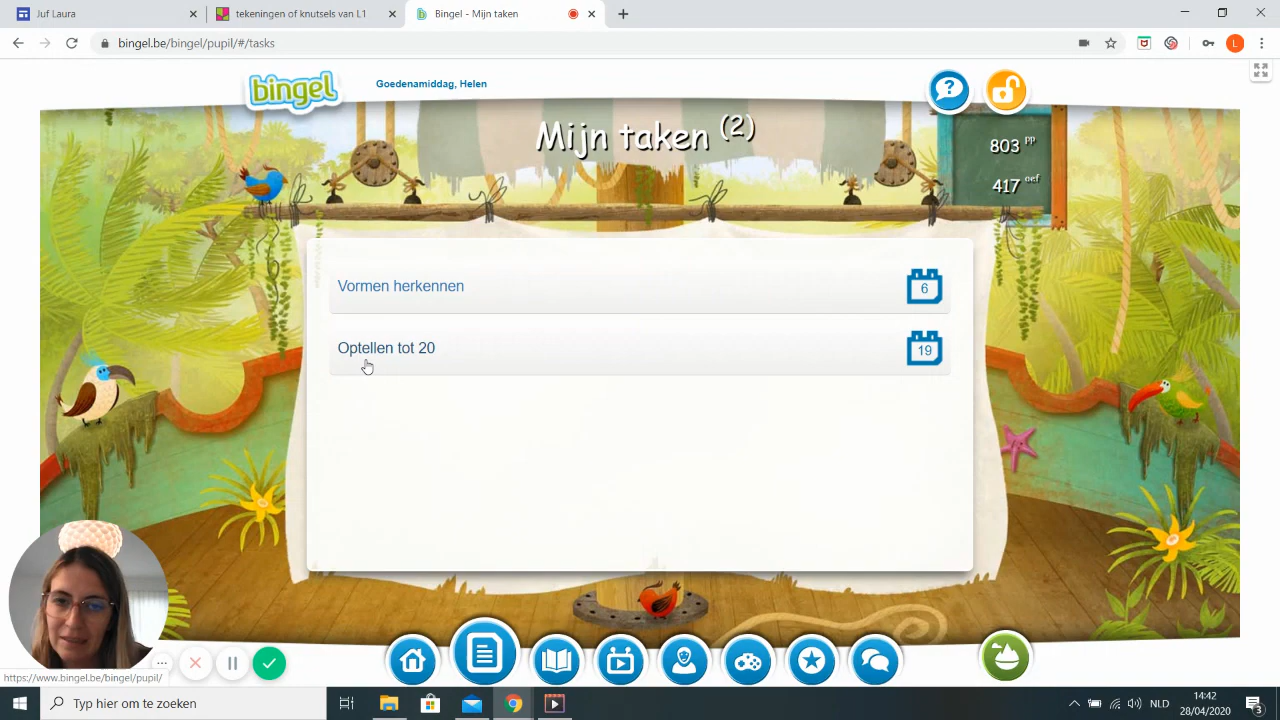 Juf Laura
tekeningen of knutsels van L1
Bingel - Mijn taken
bingel.be/bingel/pupil/#/tasks
L
bingel
Goedenamiddag, Helen
?
Mijn taken (2)
803 pp
417 oef
Vormen herkennen
6
Optellen tot 20
19
https://www.bingel.be/bingel/pupil/
Typ hier om te zoeken
NLD
14:42
28/04/2020
3